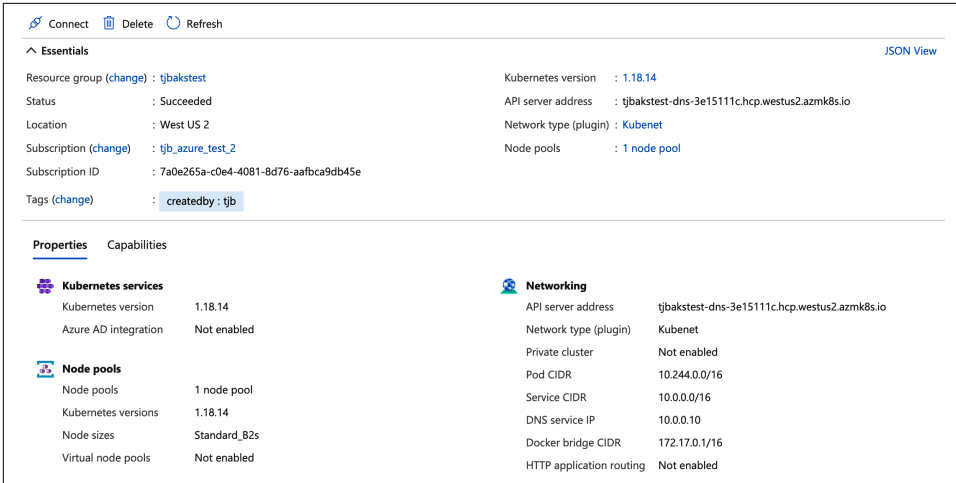 Connect Delete Refresh
Essentials JSON View
Resource group (change) : tjbakstest
Status : Succeeded
Location : West US 2
Subscription (change) : tjb_azure_test_2
Subscription ID : 7a0e265a-c0e4-4081-8d76-aafbca9db45e
Tags (change) : createdby : tjb
Kubernetes version : 1.18.14
API server address : tjbakstest-dns-3e15111c.hcp.westus2.azmk8s.io
Network type (plugin) : Kubenet
Node pools : 1 node pool
Properties Capabilities
Kubernetes services
Kubernetes version 1.18.14
Azure AD integration Not enabled
Node pools
Node pools 1 node pool
Kubernetes versions 1.18.14
Node sizes Standard_B2s
Virtual node pools Not enabled
Networking
API server address tjbakstest-dns-3e15111c.hcp.westus2.azmk8s.io
Network type (plugin) Kubenet
Private cluster Not enabled
Pod CIDR 10.244.0.0/16
Service CIDR 10.0.0.0/16
DNS service IP 10.0.0.10
Docker bridge CIDR 172.17.0.1/16
HTTP application routing Not enabled